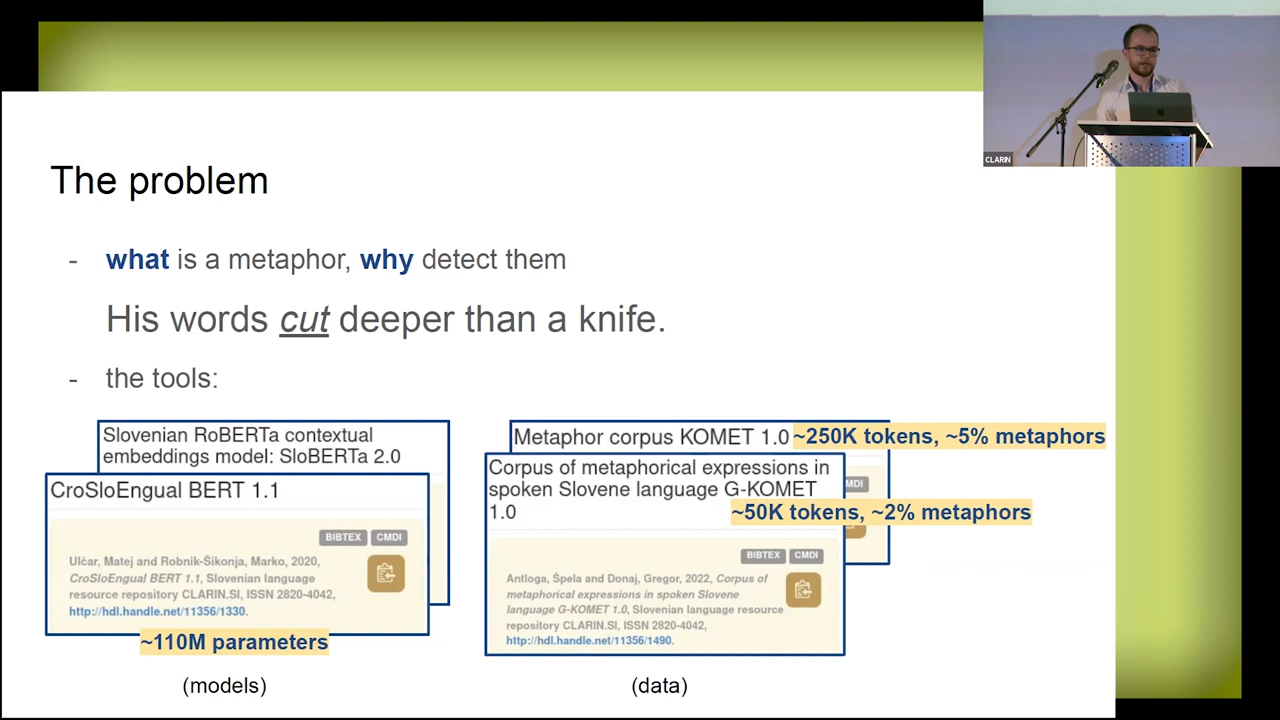 CLARIN
The problem
- what is a metaphor, why detect them
His words cut deeper than a knife.
- the tools:
Slovenian RoBERTa contextual
embeddings model: SloBERTa 2.0
CroSloEngual BERT 1.1
BIBTEX CMDI
Ulčar, Matej and Robnik-Šikonja, Marko, 2020,
CroSloEngual BERT 1.1, Slovenian language
resource repository CLARIN.SI, ISSN 2820-4042,
http://hdl.handle.net/11356/1330.
~110M parameters
(models)
Metaphor corpus KOMET 1.0 ~250K tokens, ~5% metaphors
Corpus of metaphorical expressions in
spoken Slovene language G-KOMET
1.0
CMDI
~50K tokens, ~2% metaphors
BIBTEX CMDI
Antloga, Špela and Donaj, Gregor, 2022, Corpus of
metaphorical expressions in spoken Slovene
language G-KOMET 1.0, Slovenian language resource
repository CLARIN.SI, ISSN 2820-4042,
http://hdl.handle.net/11356/1490.
(data)